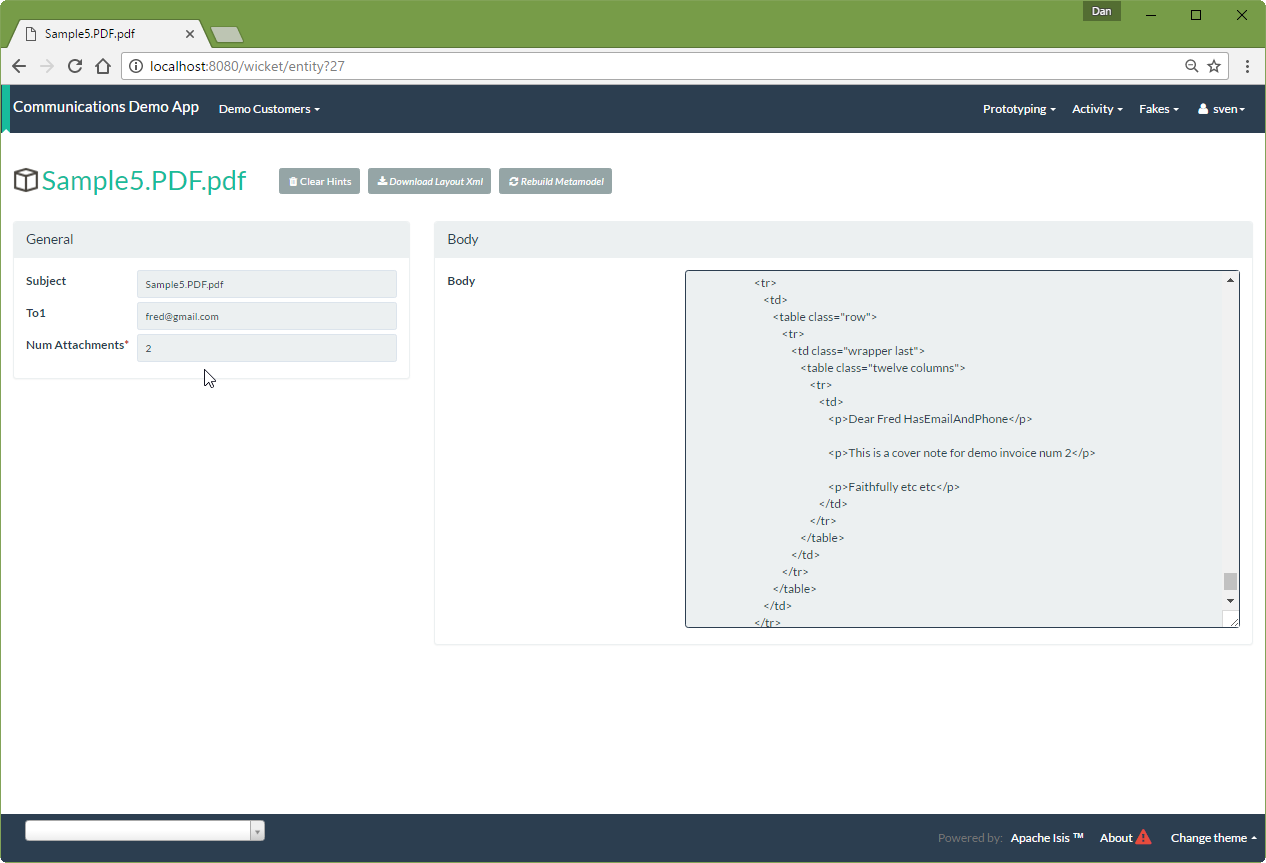 Dan
Sample5.PDF.pdf
localhost:8080/wicket/entity?27
Communications Demo App Demo Customers Prototyping Activity Fakes sven
Sample5.PDF.pdf Clear Hints Download Layout Xml Rebuild Metamodel
General
Subject Sample5.PDF.pdf
To1 fred@gmail.com
Num Attachments* 2
Body
Body
<tr>
<td>
<table class="row">
<tr>
<td class="wrapper last">
<table class="twelve columns">
<tr>
<td>
<p>Dear Fred HasEmailAndPhone</p>
<p>This is a cover note for demo invoice num 2</p>
<p>Faithfully etc etc</p>
</td>
</tr>
</table>
</td>
</tr>
</table>
</td>
</tr>
Powered by: Apache Isis ™ About Change theme